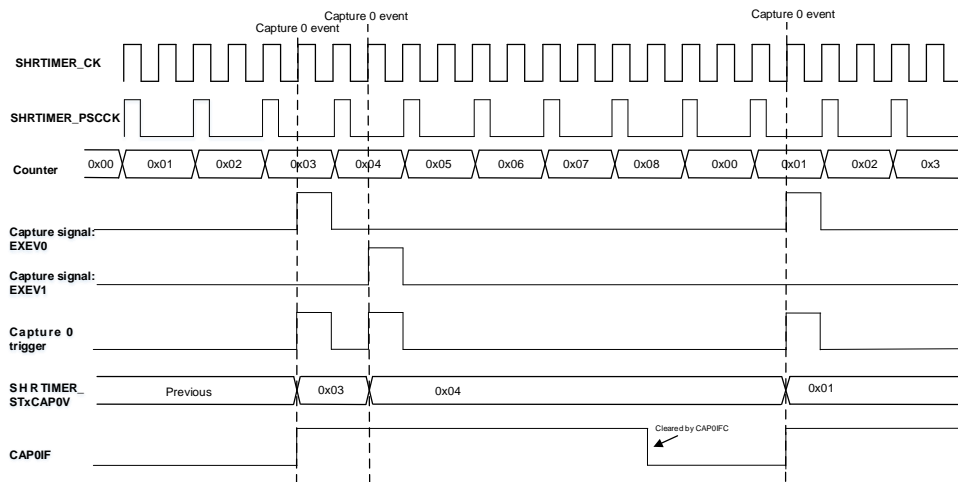 Capture 0 event
Capture 0 event
Capture 0 event
SHRTIMER_CK
SHRTIMER_PSCCK
Counter 0x00 0x01 0x02 0x03 0x04 0x05 0x06 0x07 0x08 0x00 0x01 0x02 0x3
Capture signal:
EXEV0
Capture signal:
EXEV1
Capture 0
trigger
SHRTIMER_
STxCAP0V
Previous 0x03 0x04 0x01
Cleared by CAP0IFC
CAP0IF